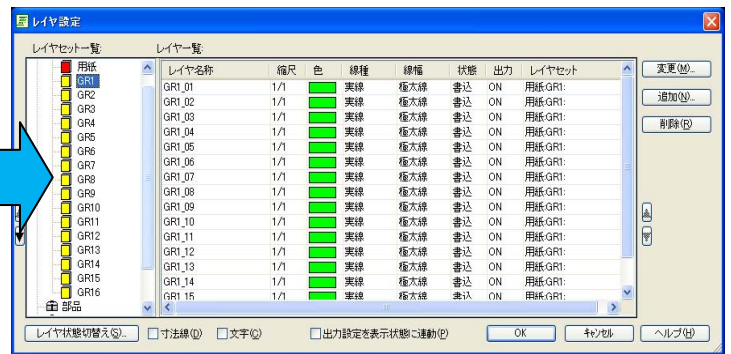 レイヤ設定
レイヤセット一覧:
レイヤ一覧:
用紙
GR1
GR2
GR3
GR4
GR5
GR6
GR7
GR8
GR9
GR10
GR11
GR12
GR13
GR14
GR15
GR16
部品
レイヤ名称 縮尺 色 線種 線幅 状態 出力 レイヤセット
GR1_01 1/1 実線 極太線 書込 ON 用紙:GR1:
GR1_02 1/1 実線 極太線 書込 ON 用紙:GR1:
GR1_03 1/1 実線 極太線 書込 ON 用紙:GR1:
GR1_04 1/1 実線 極太線 書込 ON 用紙:GR1:
GR1_05 1/1 実線 極太線 書込 ON 用紙:GR1:
GR1_06 1/1 実線 極太線 書込 ON 用紙:GR1:
GR1_07 1/1 実線 極太線 書込 ON 用紙:GR1:
GR1_08 1/1 実線 極太線 書込 ON 用紙:GR1:
GR1_09 1/1 実線 極太線 書込 ON 用紙:GR1:
GR1_10 1/1 実線 極太線 書込 ON 用紙:GR1:
GR1_11 1/1 実線 極太線 書込 ON 用紙:GR1:
GR1_12 1/1 実線 極太線 書込 ON 用紙:GR1:
GR1_13 1/1 実線 極太線 書込 ON 用紙:GR1:
GR1_14 1/1 実線 極太線 書込 ON 用紙:GR1:
GR1_15 1/1 実線 極太線 書込 ON 用紙:GR1:
変更(M)...
追加(N)...
削除(R)
レイヤ状態切替え(S)... 寸法線(D) 文字(C) 出力設定を表示状態に連動(P) OK キャンセル ヘルプ(H)